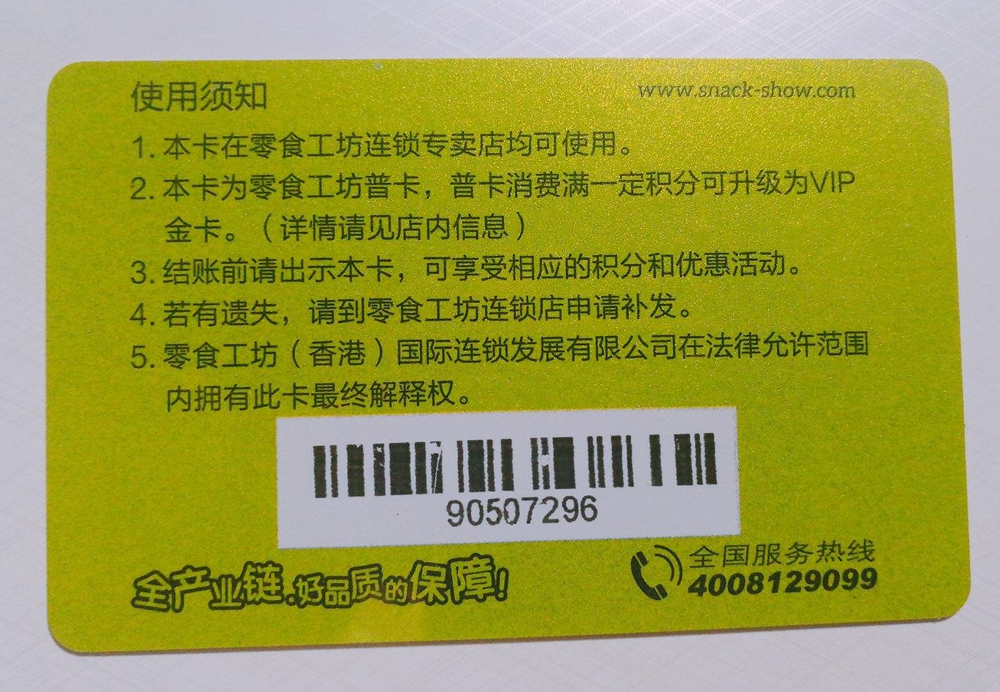 使用须知
www.snack-show.com
1. 本卡在零食工坊连锁专卖店均可使用。
2. 本卡为零食工坊普卡，普卡消费满一定积分可升级为VIP
金卡。（详情请见店内信息）
3. 结账前请出示本卡，可享受相应的积分和优惠活动。
4. 若有遗失，请到零食工坊连锁店申请补发。
5. 零食工坊（香港）国际连锁发展有限公司在法律允许范围
内拥有此卡最终解释权。
90507296
全产业链.好品质的保障！
全国服务热线
4008129099